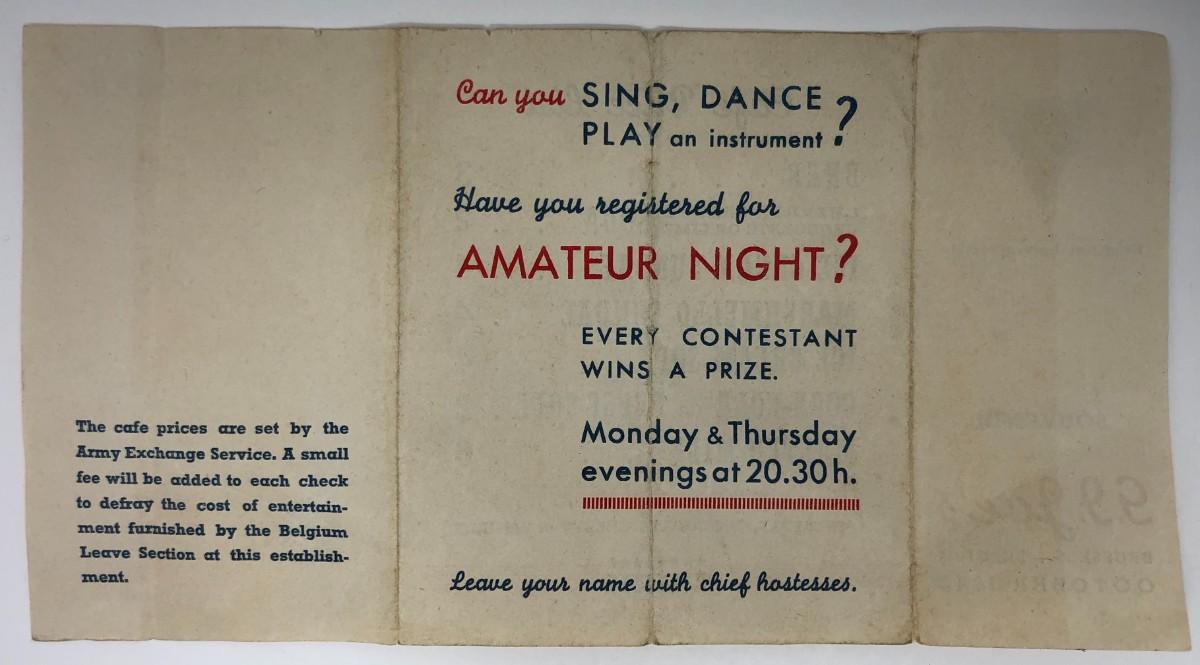 The cafe prices are set by the
Army Exchange Service. A small
fee will be added to each check
to defray the cost of entertain-
ment furnished by the Belgium
Leave Section at this establish-
ment.
Can you SING, DANCE
PLAY an instrument ?
Have you registered for
AMATEUR NIGHT?
EVERY CONTESTANT
WINS A PRIZE.
Monday & Thursday
evenings at 20.30 h.
Leave your name with chief hostesses.